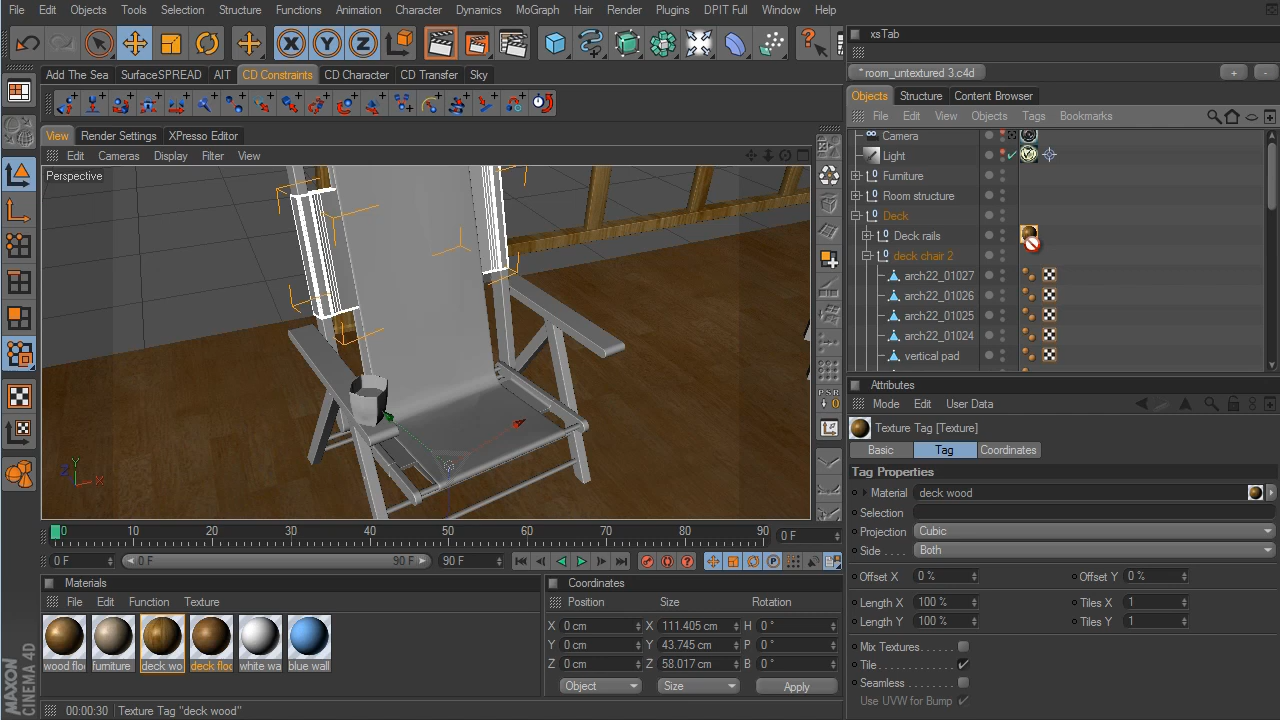 File Edit Objects Tools Selection Structure Functions Animation Character Dynamics MoGraph Hair Render Plugins DPIT Full Window Help
xsTab
* room_untextured 3.c4d + -
Add The Sea SurfaceSPREAD AIT CD Constraints CD Character CD Transfer Sky
Objects Structure Content Browser
File Edit View Objects Tags Bookmarks
View Render Settings XPresso Editor
Edit Cameras Display Filter View
Perspective
Camera
Light
Furniture
Room structure
Deck
Deck rails
deck chair 2
arch22_01027
arch22_01026
arch22_01025
arch22_01024
vertical pad
Attributes
Mode Edit User Data
Texture Tag [Texture]
Basic Tag Coordinates
Tag Properties
Material deck wood
Selection
Projection Cubic
Side . . . . Both
Offset X 0 % Offset Y 0 %
Length X 100 % Tiles X 1
Length Y 100 % Tiles Y 1
Mix Textures
Tile
Seamless
Use UVW for Bump
PSR
0
Y
Z X
0 10 20 30 40 50 60 70 80 90 0 F
0 F 0 F 90 F 90 F
Materials
File Edit Function Texture
wood floo furniture deck wo deck floo white wa blue wall
Coordinates
Position Size Rotation
X 0 cm X 111.405 cm H 0 °
Y 0 cm Y 43.745 cm P 0 °
Z 0 cm Z 58.017 cm B 0 °
Object Size Apply
MAXON
CINEMA 4D
00:00:30 Texture Tag "deck wood"